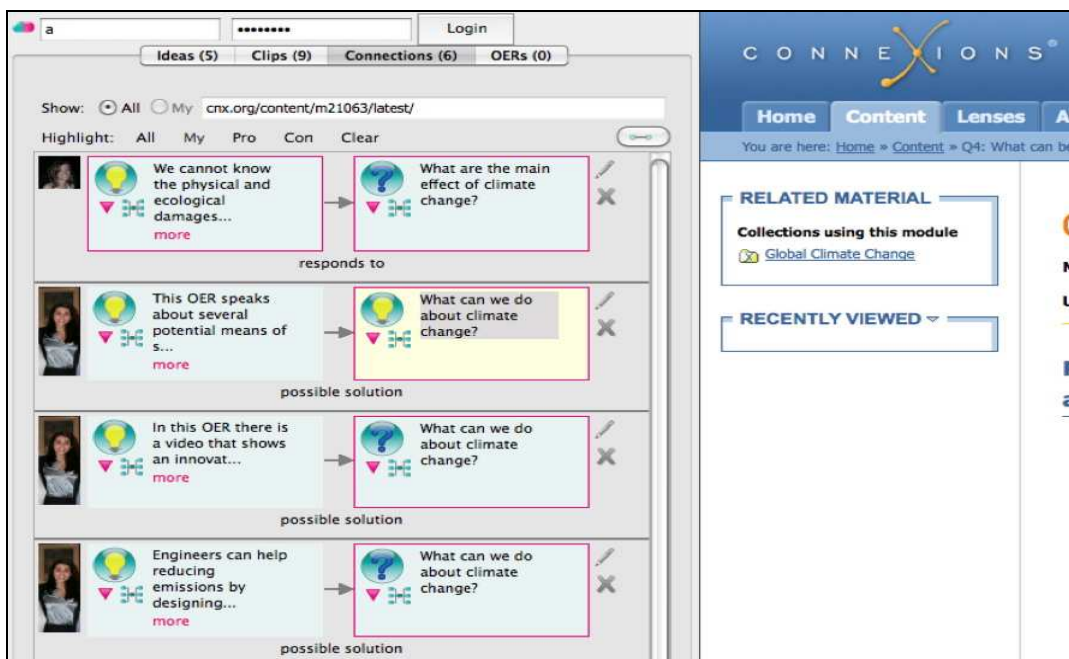 a
•••••••• Login
Ideas (5) Clips (9) Connections (6) OERs (0)
Show: All My cnx.org/content/m21063/latest/
Highlight: All My Pro Con Clear
We cannot know
the physical and
ecological
damages...
more
What are the main
effect of climate
change?
responds to
This OER speaks
about several
potential means of
s...
more
What can we do
about climate
change?
possible solution
In this OER there is
a video that shows
an innovat...
more
What can we do
about climate
change?
possible solution
Engineers can help
reducing
emissions by
designing...
more
What can we do
about climate
change?
possible solution
CONNEXIONS®
Home Content Lenses A
You are here: Home » Content » Q4: What can be
RELATED MATERIAL
Collections using this module
Global Climate Change
RECENTLY VIEWED